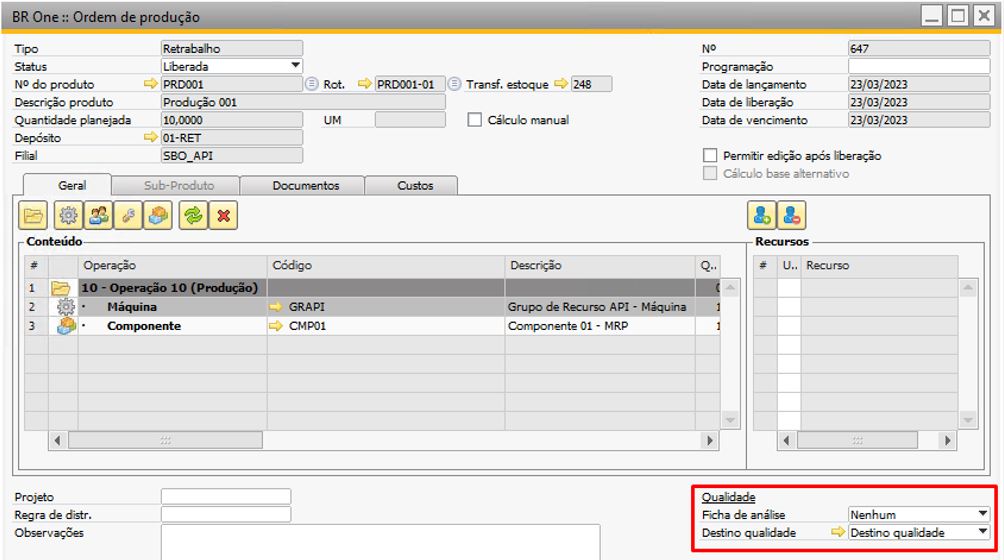 BR One :: Ordem de produção
Tipo Retrabalho Nº 647
Status Liberada Programação
Nº do produto PRD001 Rot. PRD001-01 Transf. estoque 248 Data de lançamento 23/03/2023
Descrição produto Produção 001 Data de liberação 23/03/2023
Quantidade planejada 10,0000 UM Cálculo manual Data de vencimento 23/03/2023
Depósito 01-RET
Filial SBO_API Permitir edição após liberação
Cálculo base alternativo
Geral Sub-Produto Documentos Custos
Conteúdo Recursos
# Operação Código Descrição Q.. # U.. Recurso
1 10 - Operação 10 (Produção) 0
2 Máquina GRAPI Grupo de Recurso API - Máquina 1
3 Componente CMP01 Componente 01 - MRP 1
Projeto Qualidade
Regra de distr. Ficha de análise Nenhum
Observações Destino qualidade Destino qualidade